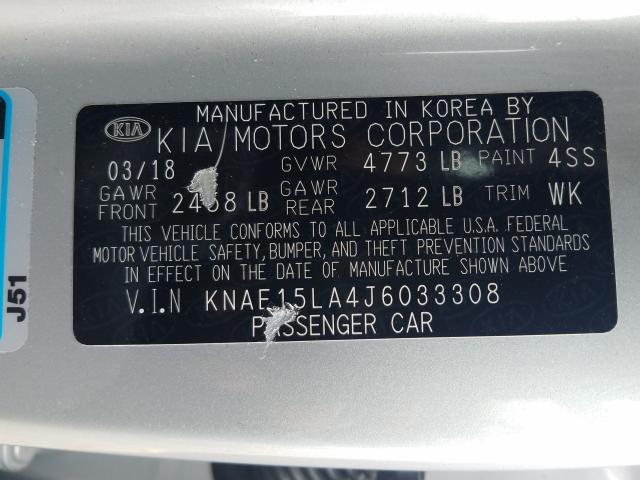 MANUFACTURED IN KOREA BY
KIA KIA MOTORS CORPORATION
03/18 GVWR 4773 LB PAINT 4SS
GAWR FRONT LB GAWR REAR 2712 LB TRIM WK
THIS VEHICLE CONFORMS TO ALL APPLICABLE U.S.A. FEDERAL
MOTOR VEHICLE SAFETY, BUMPER, AND THEFT PREVENTION STANDARDS
IN EFFECT ON THE DATE OF MANUFACTURE SHOWN ABOVE
V.I.N KNAE15LA4J6033308
PASSENGER CAR
J51